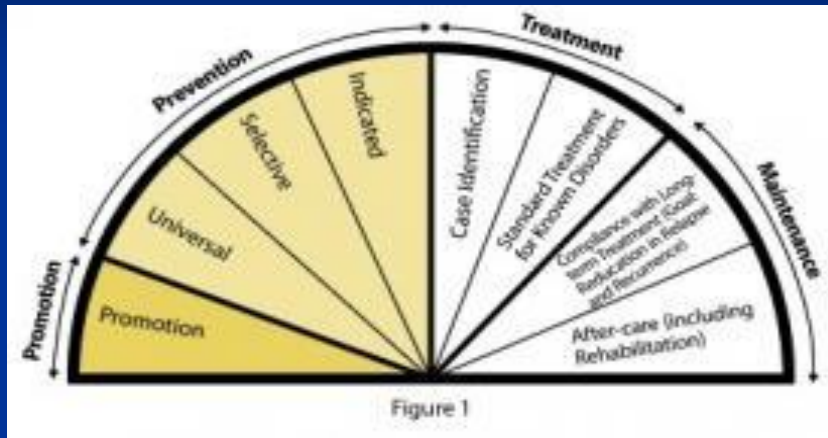 Promotion
Prevention
Treatment
Maintenance
Promotion
Universal
Selective
Indicated
Case Identification
Standard Treatment
for Known Disorders
Compliance with Long-
term Treatment (Goal:
Reducation in Relapse
and Recurrence)
After-care (including
Rehabilitation)
Figure 1